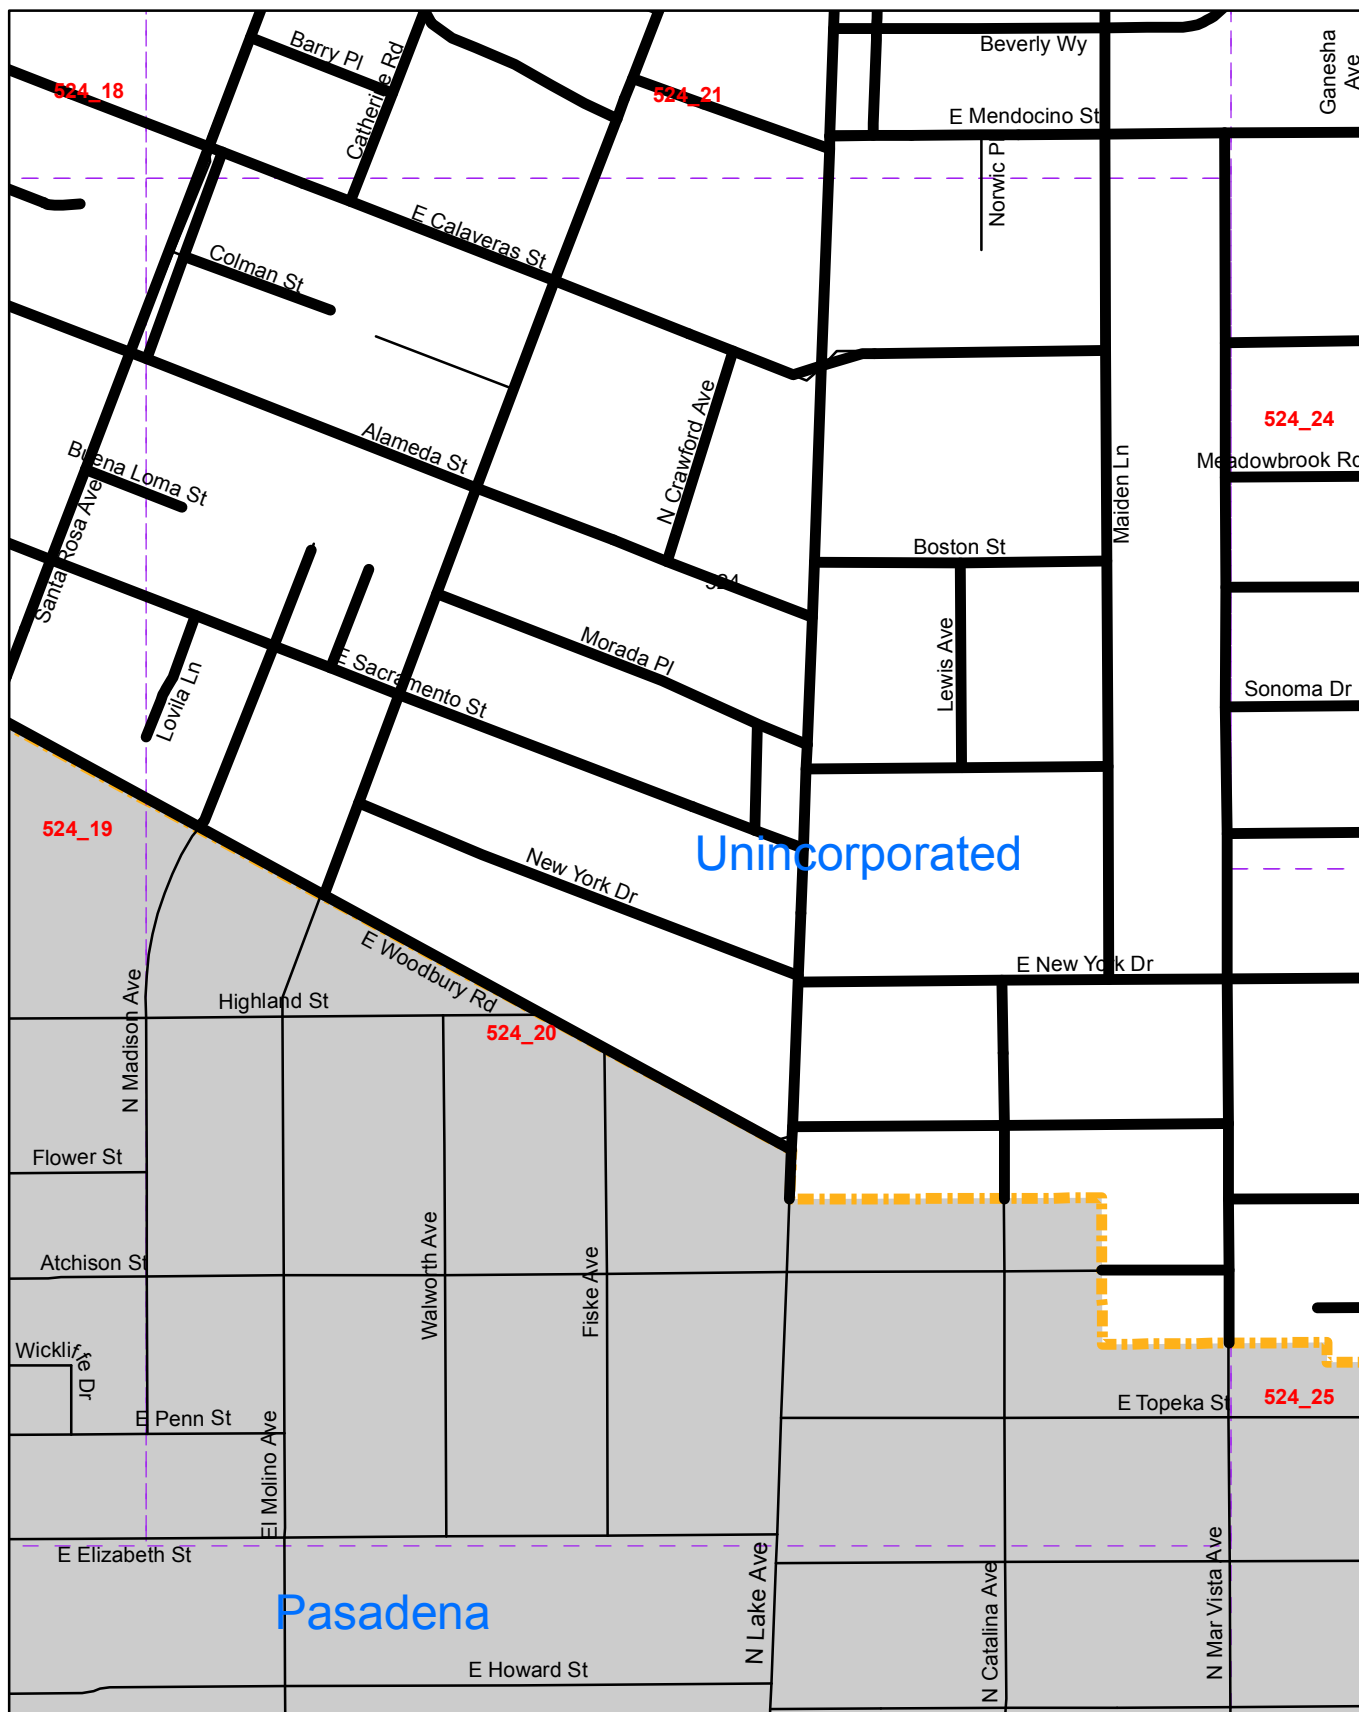 Barry Pl
Catherine Rd
Beverly Wy
Ganesha
Ave
524_18
524_21
E Mendocino St
Norwic Pl
E Calaveras St
Colman St
N Crawford Ave
524_24
Alameda St
Maiden Ln
Meadowbrook Rd
Buena Loma St
Santa Rosa Ave
Boston St
524
Lewis Ave
Morada Pl
E Sacramento St
Lovila Ln
Sonoma Dr
524_19
Unincorporated
New York Dr
E Woodbury Rd
E New York Dr
N Madison Ave
Highland St
524_20
Flower St
Walworth Ave
Fiske Ave
Atchison St
Wickliffe Dr
E Penn St
El Molino Ave
E Topeka St
524_25
E Elizabeth St
N Lake Ave
N Catalina Ave
N Mar Vista Ave
Pasadena
E Howard St